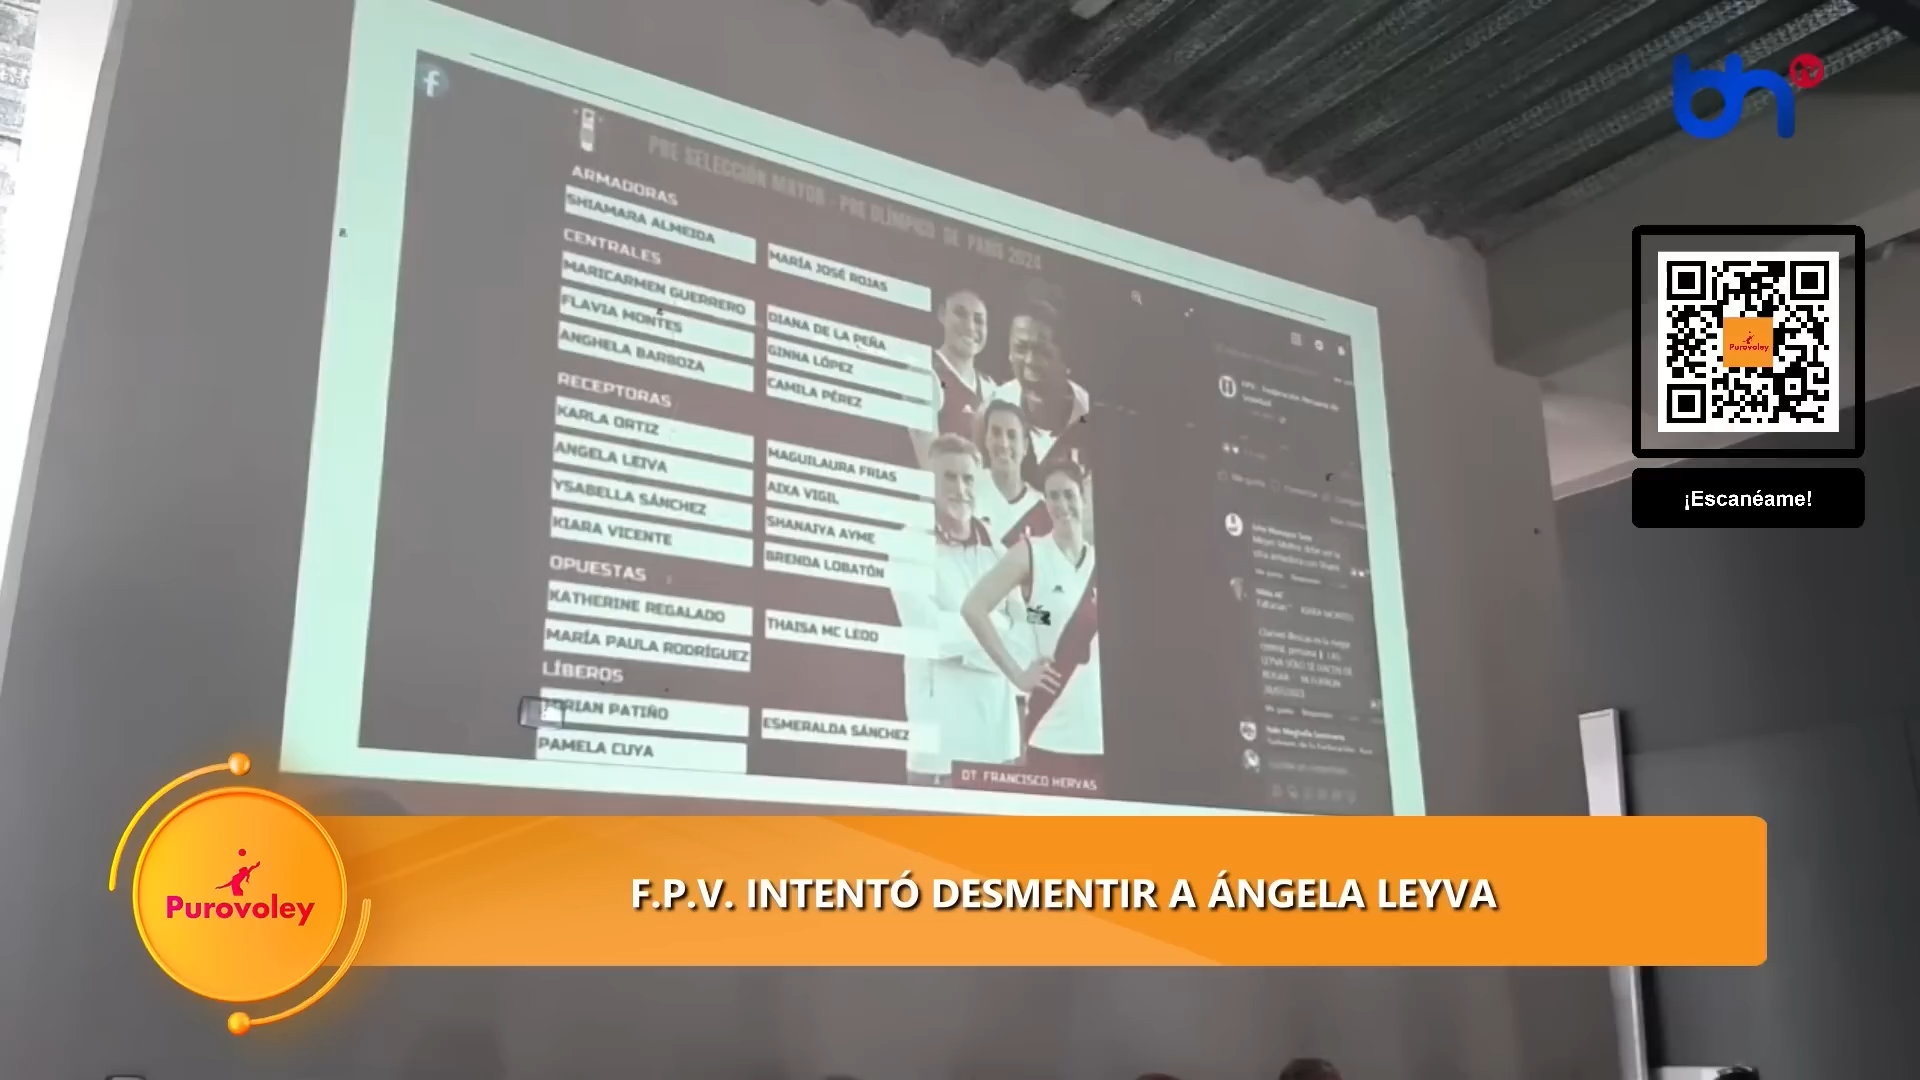 bh tv
PRE SELECCIÓN MAYOR - PRE OLÍMPICO DE PARÍS 2024
ARMADORAS
SHIAMARA ALMEIDA
MARÍA JOSÉ ROJAS
CENTRALES
MARICARMEN GUERRERO
DIANA DE LA PEÑA
FLAVIA MONTES
GINNA LÓPEZ
ANGHELA BARBOZA
CAMILA PÉREZ
RECEPTORAS
KARLA ORTIZ
MAGUILAURA FRIAS
ANGELA LEIVA
AIXA VIGIL
YSABELLA SÁNCHEZ
SHANAIYA AYME
KIARA VICENTE
BRENDA LOBATÓN
OPUESTAS
KATHERINE REGALADO
THAISA MC LEOD
MARÍA PAULA RODRÍGUEZ
LÍBEROS
PATIÑO
ESMERALDA SÁNCHEZ
PAMELA CUYA
DT. FRANCISCO HERVAS
Purovoley
¡Escanéame!
Purovoley
F.P.V. INTENTÓ DESMENTIR A ÁNGELA LEYVA